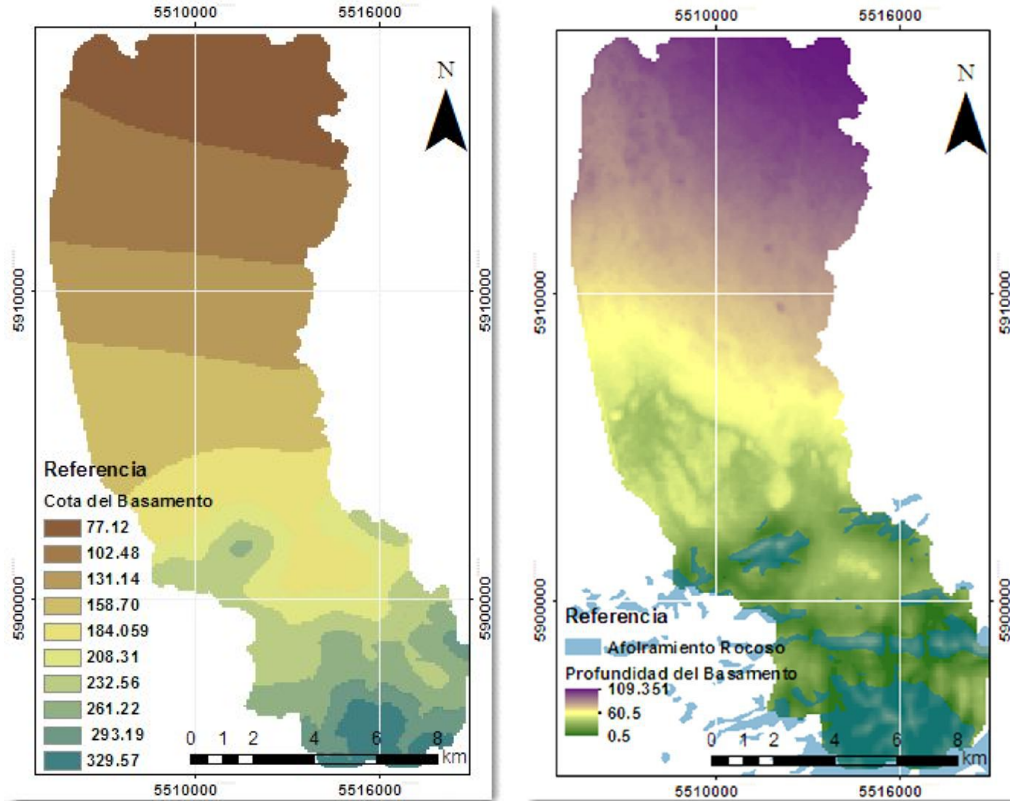 5510000 5516000
N
5910000
5910000
5900000
5900000
Referencia
Cota del Basamento
77.12
102.48
131.14
158.70
184.059
208.31
232.56
261.22
293.19
329.57
0 1 2 4 6 8
km
5510000 5516000
5510000 5516000
N
5910000
5910000
5900000
5900000
Referencia
Afolramiento Rocoso
Profundidad del Basamento
109.351
60.5
0.5
0 1 2 4 6 8
km
5510000 5516000